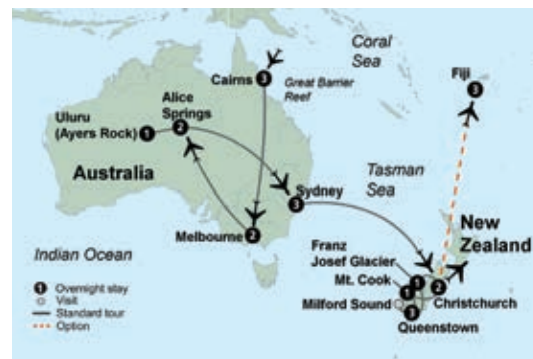 Coral
Sea
Fiji
3
Cairns
3
Great Barrier
Reef
Alice
Springs
2
Uluru
(Ayers Rock)
1
Australia
Tasman
Sea
Sydney
3
New
Zealand
Melbourne
2
Franz
Josef Glacier
1
Mt. Cook
1
2
Christchurch
Milford Sound
3
Queenstown
Indian Ocean
1 Overnight stay
Visit
Standard tour
Option